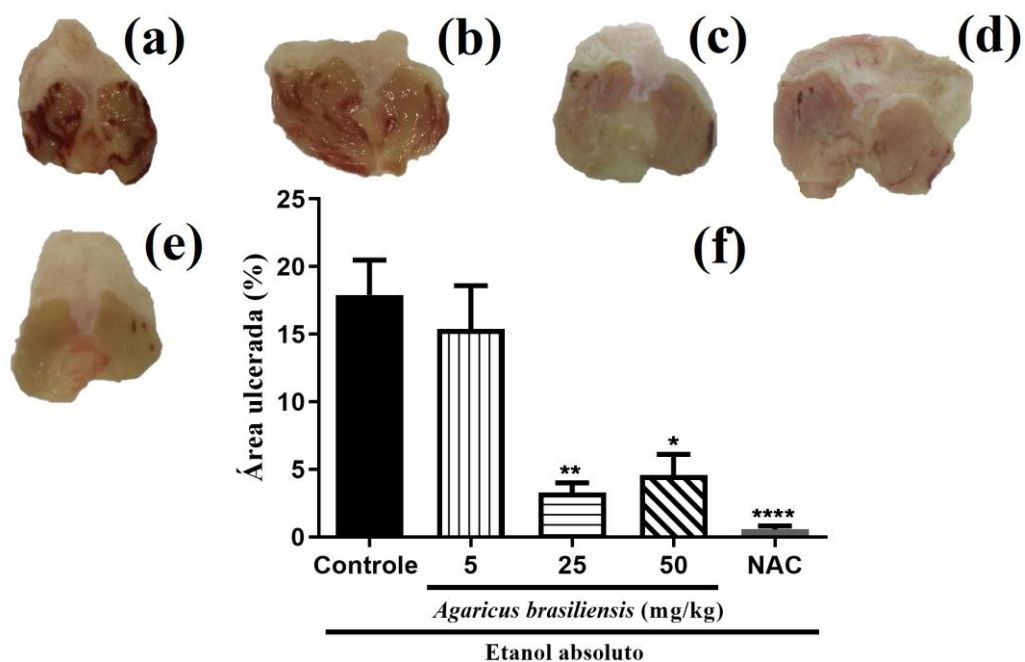 (a)
(b)
(c)
(d)
(e)
(f)
Área ulcerada (%)
25
20
15
10
5
0
**
*
****
Controle 5 25 50 NAC
Agaricus brasiliensis (mg/kg)
Etanol absoluto